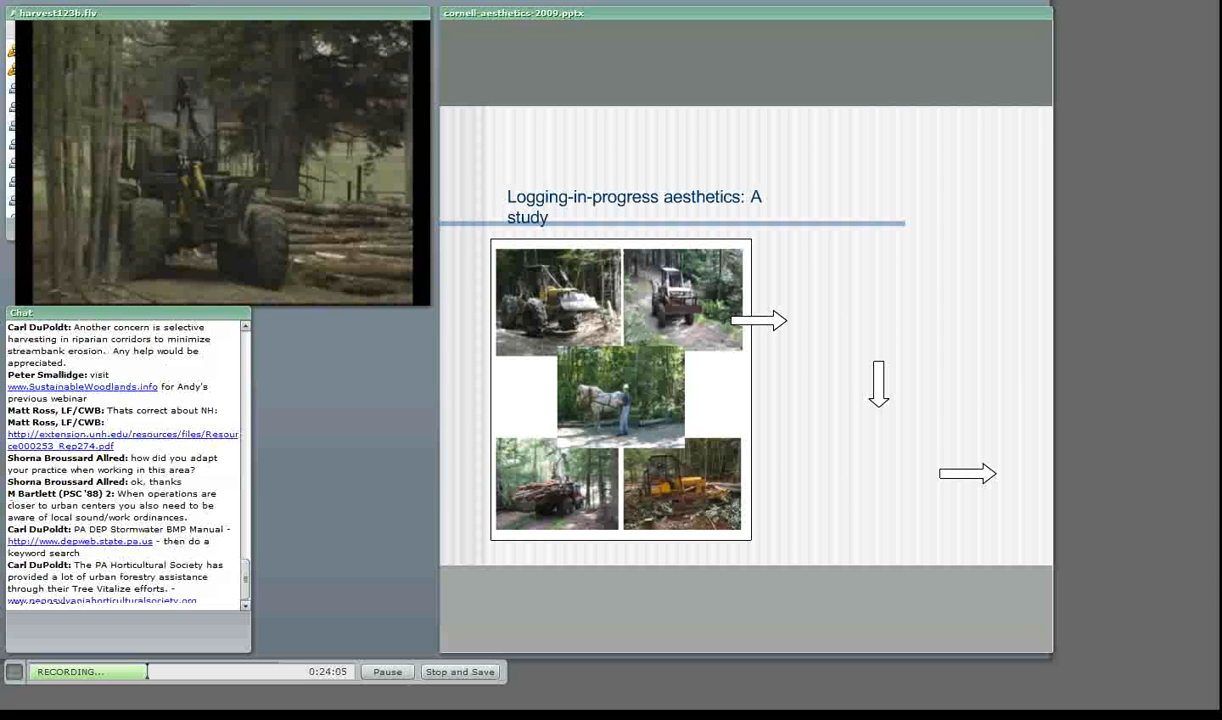 harvest123b.flv
cornell-aesthetics-2009.pptx
Logging-in-progress aesthetics: A
study
Chat
Carl DuPoldt: Another concern is selective
harvesting in riparian corridors to minimize
streambank erosion. Any help would be
appreciated.
Peter Smallidge: visit
www.SustainableWoodlands.info for Andy's
previous webinar
Matt Ross, LF/CWB: Thats correct about NH:
Matt Ross, LF/CWB:
http://extension.unh.edu/resources/files/Resour
ce000253_Rep274.pdf
Shorna Broussard Allred: how did you adapt
your practice when working in this area?
Shorna Broussard Allred: ok, thanks
M Bartlett (PSC '88) 2: When operations are
closer to urban centers you also need to be
aware of local sound/work ordinances.
Carl DuPoldt: PA DEP Stormwater BMP Manual -
http://www.depweb.state.pa.us - then do a
keyword search
Carl DuPoldt: The PA Horticultural Society has
provided a lot of urban forestry assistance
through their Tree Vitalize efforts. -
www.pennsylvaniahorticulturalsociety.org
RECORDING...
0:24:05
Pause
Stop and Save